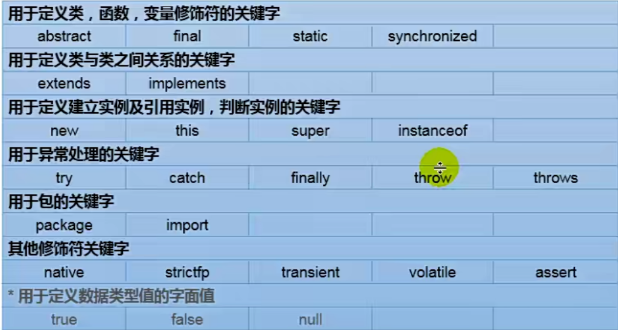 用于定义类，函数，变量修饰符的关键字
abstract final static synchronized
用于定义类与类之间关系的关键字
extends implements
用于定义建立实例及引用实例，判断实例的关键字
new this super instanceof
用于异常处理的关键字
try catch finally throw throws
用于包的关键字
package import
其他修饰符关键字
native strictfp transient volatile assert
* 用于定义数据类型值的字面值
true false null